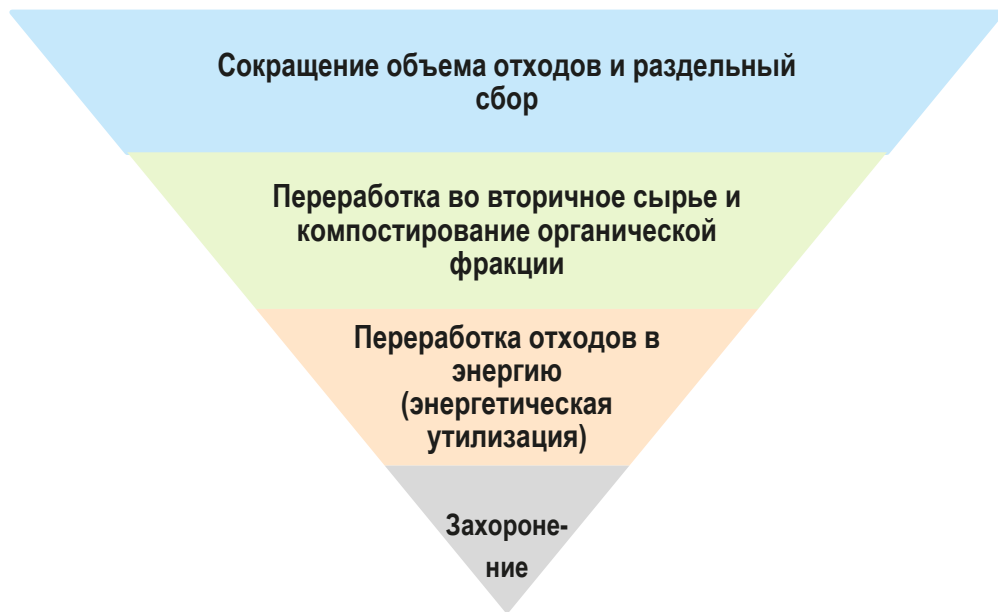 Сокращение объема отходов и раздельный
сбор
Переработка во вторичное сырье и
компостирование органической
фракции
Переработка отходов в
энергию
(энергетическая
утилизация)
Захороне-
ние